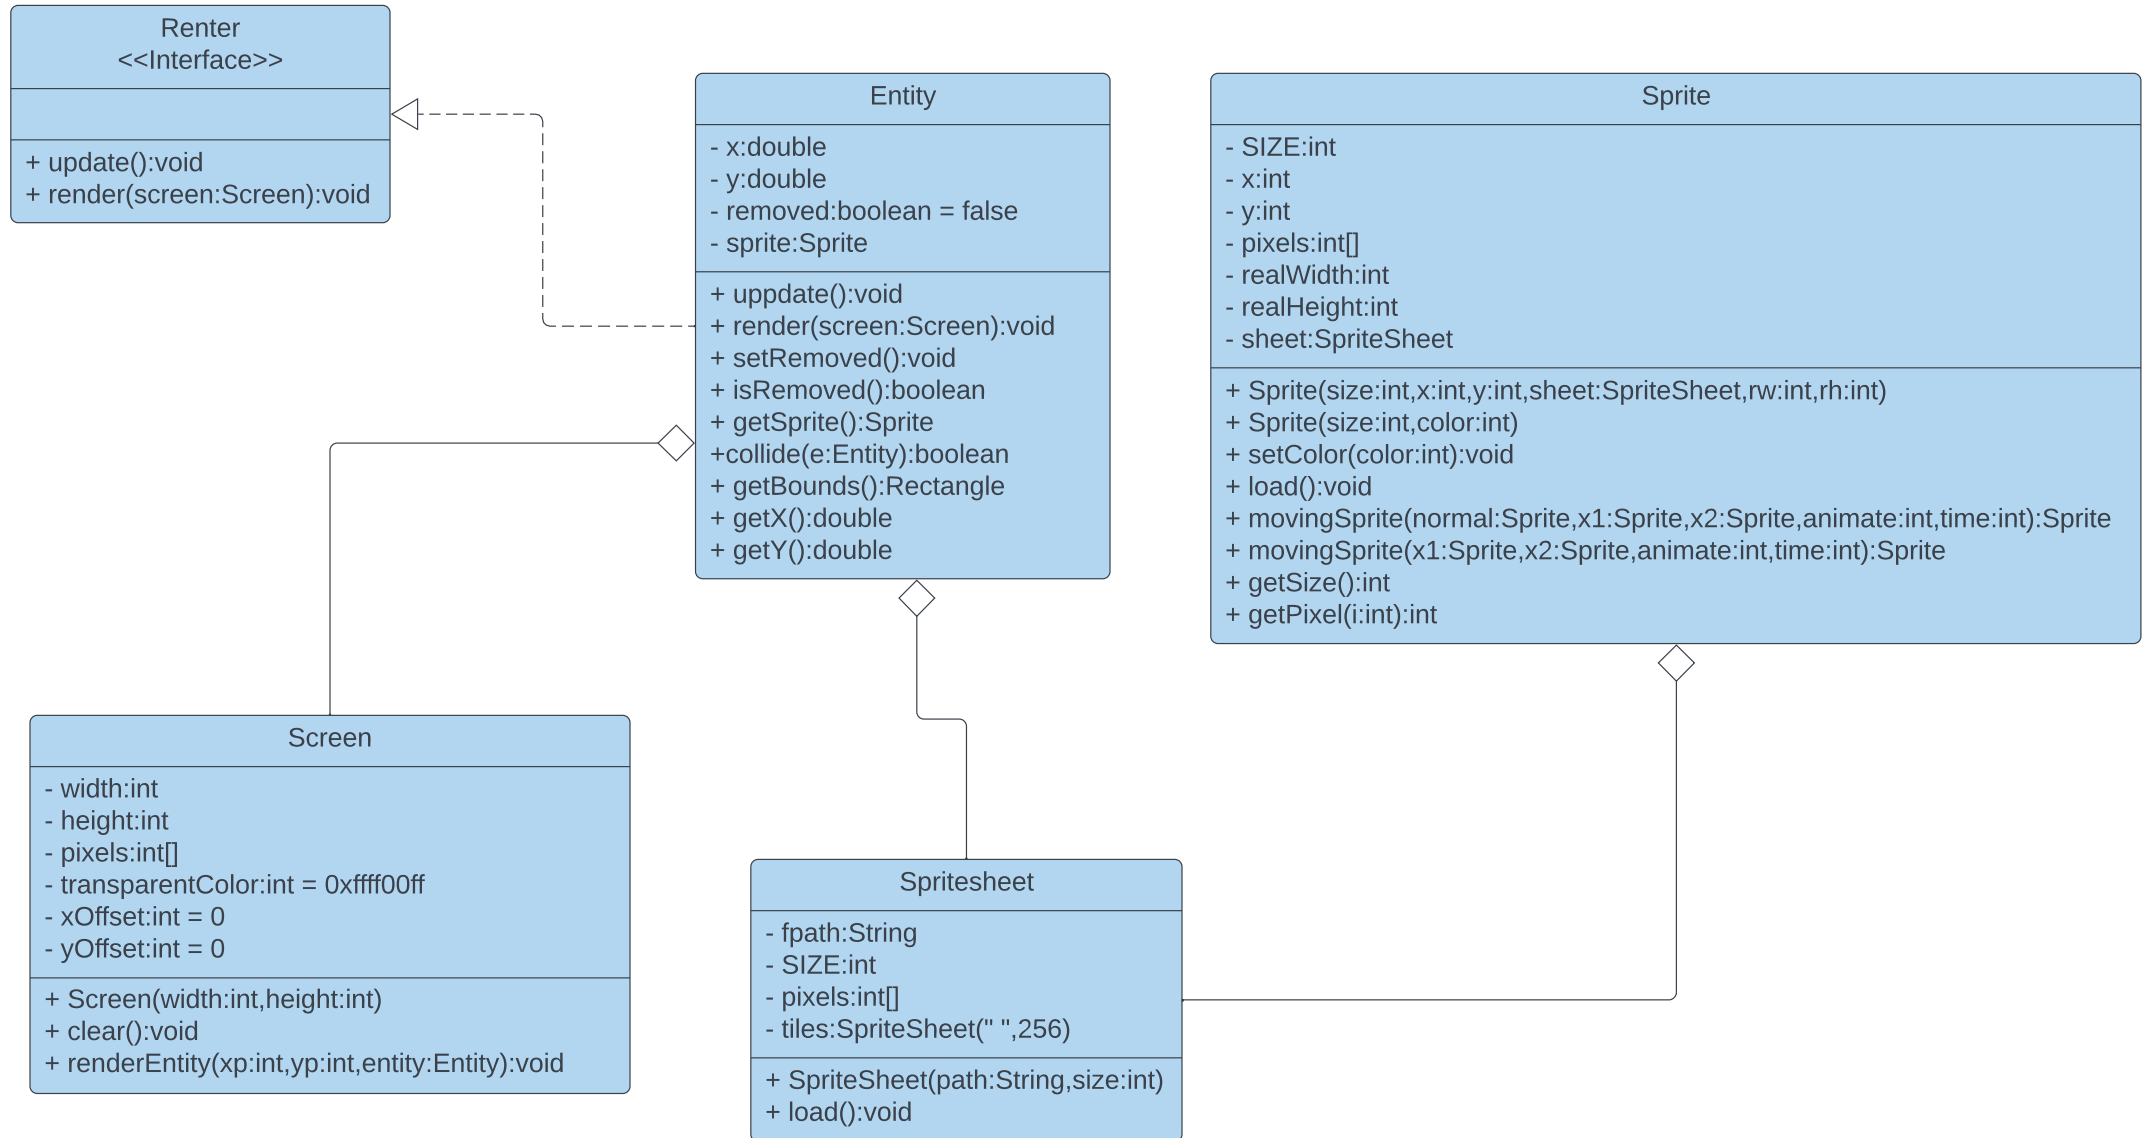 Renter
<<Interface>>
+ update():void
+ render(screen:Screen):void
Entity
- x:double
- y:double
- removed:boolean = false
- sprite:Sprite
+ uppdate():void
+ render(screen:Screen):void
+ setRemoved():void
+ isRemoved():boolean
+ getSprite():Sprite
+collide(e:Entity):boolean
+ getBounds():Rectangle
+ getX():double
+ getY():double
Sprite
- SIZE:int
- x:int
- y:int
- pixels:int[]
- realWidth:int
- realHeight:int
- sheet:SpriteSheet
+ Sprite(size:int,x:int,y:int,sheet:SpriteSheet,rw:int,rh:int)
+ Sprite(size:int,color:int)
+ setColor(color:int):void
+ load():void
+ movingSprite(normal:Sprite,x1:Sprite,x2:Sprite,animate:int,time:int):Sprite
+ movingSprite(x1:Sprite,x2:Sprite,animate:int,time:int):Sprite
+ getSize():int
+ getPixel(i:int):int
Screen
- width:int
- height:int
- pixels:int[]
- transparentColor:int = 0xffff00ff
- xOffset:int = 0
- yOffset:int = 0
+ Screen(width:int,height:int)
+ clear():void
+ renderEntity(xp:int,yp:int,entity:Entity):void
Spritesheet
- fpath:String
- SIZE:int
- pixels:int[]
- tiles:SpriteSheet(" ",256)
+ SpriteSheet(path:String,size:int)
+ load():void